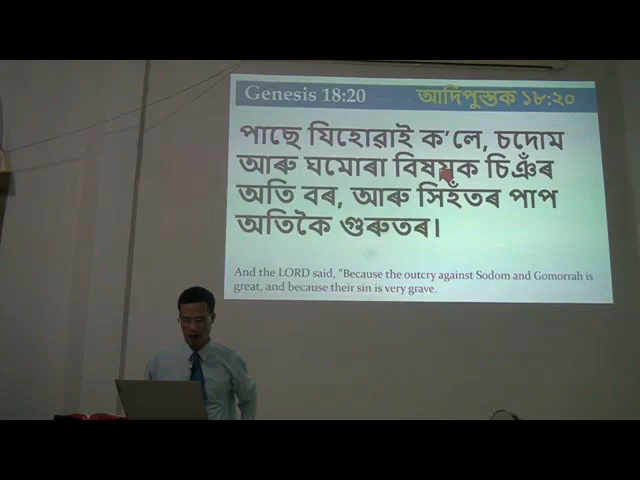 Genesis 18:20 আদিপুস্তক ১৮:২০
পাছে যিহোৱাই ক'লে, চদোম
আৰু ঘমোৰা বিষয়ক চিঞঁৰ
অতি বৰ, আৰু সিহঁতৰ পাপ
অতিকৈ গুৰুতৰ।
And the LORD said, "Because the outcry against Sodom and Gomorrah is
great, and because their sin is very grave.